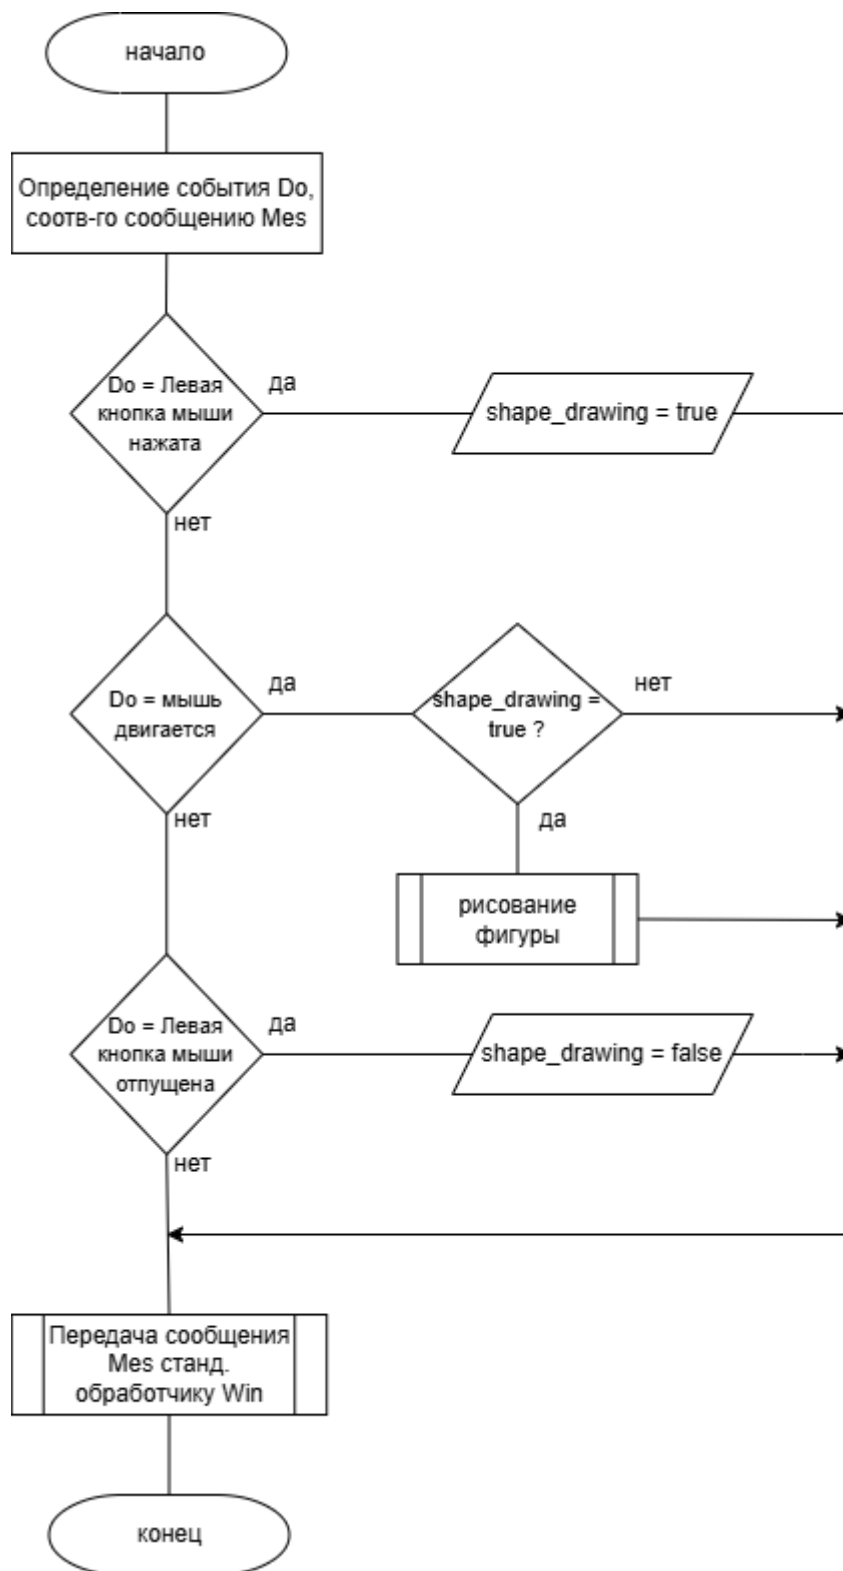 начало
Определение события Do,
соотв-го сообщению Mes
Do = Левая
кнопка мыши
нажата
да
shape_drawing = true
нет
Do = мышь
двигается
да
shape_drawing =
true ?
нет
нет
да
рисование
фигуры
Do = Левая
кнопка мыши
отпущена
да
shape_drawing = false
нет
Передача сообщения
Mes станд.
обработчику Win
конец